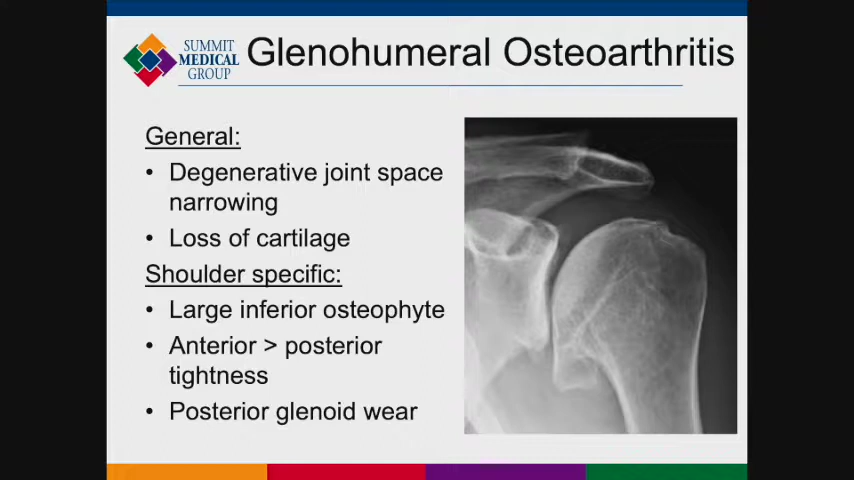 SUMMIT
MEDICAL
GROUP
Glenohumeral Osteoarthritis
General:
• Degenerative joint space
narrowing
• Loss of cartilage
Shoulder specific:
• Large inferior osteophyte
• Anterior > posterior
tightness
• Posterior glenoid wear